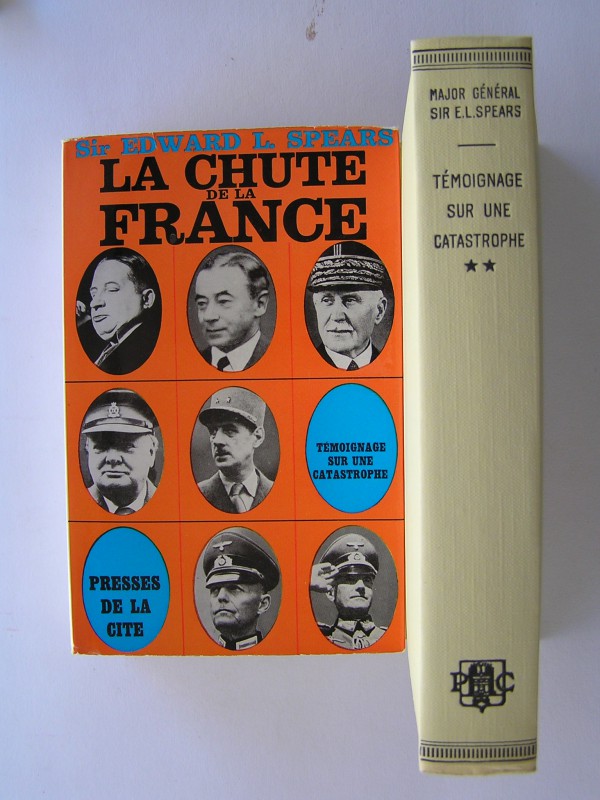 Sir EDWARD L. SPEARS
LA CHUTE
DE LA
FRANCE
TÉMOIGNAGE
SUR UNE
CATASTROPHE
PRESSES
DE LA
CITE
MAJOR GÉNÉRAL
SIR E.L.SPEARS
TÉMOIGNAGE
SUR UNE
CATASTROPHE
★★
P C